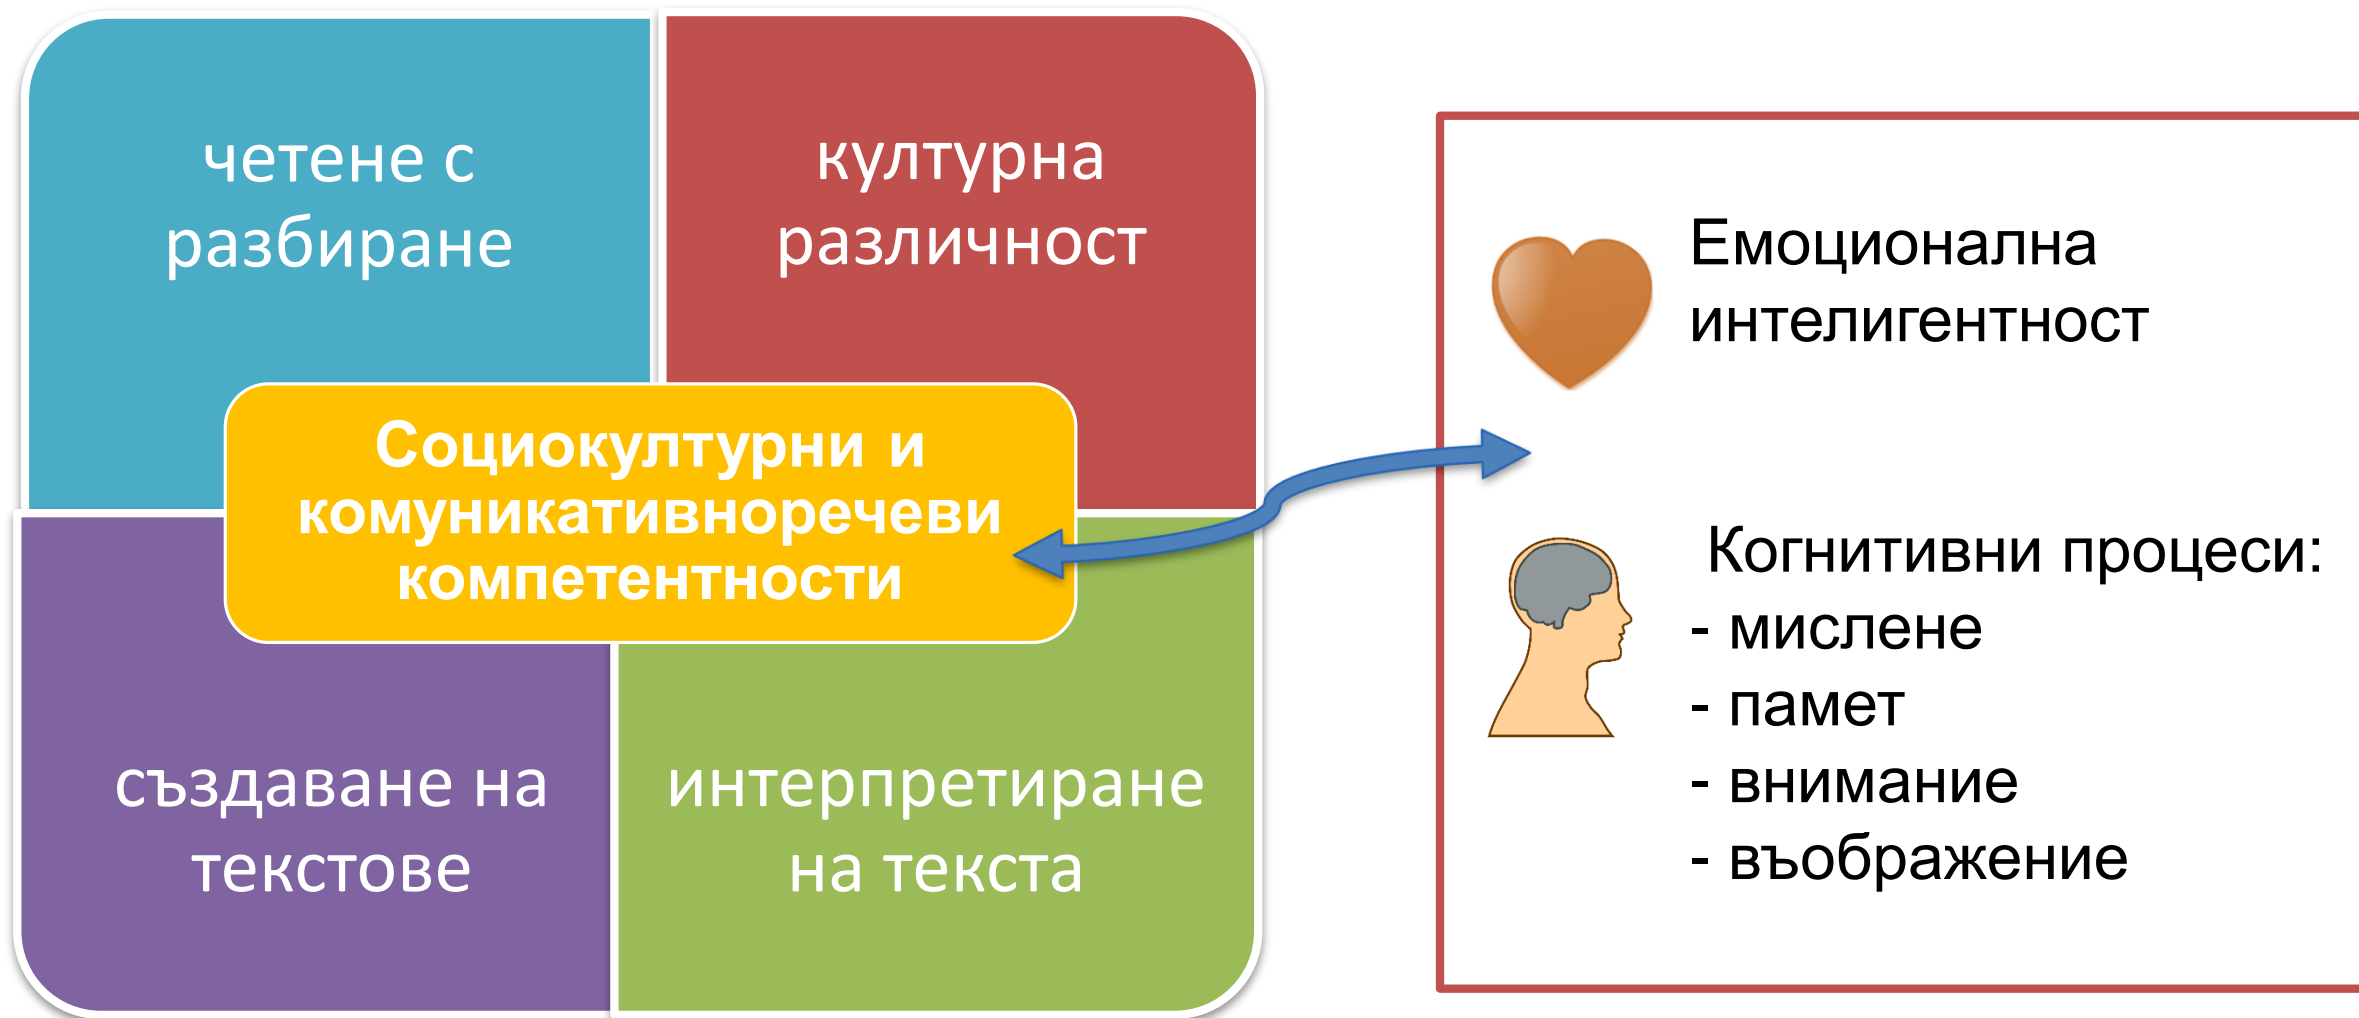 четене с
разбиране
културна
различност
Социокултурни и
комуникативноречеви
компетентности
създаване на
текстове
интерпретиране
на текста
Емоционална
интелигентност
Когнитивни процеси:
- мислене
- памет
- внимание
- въображение